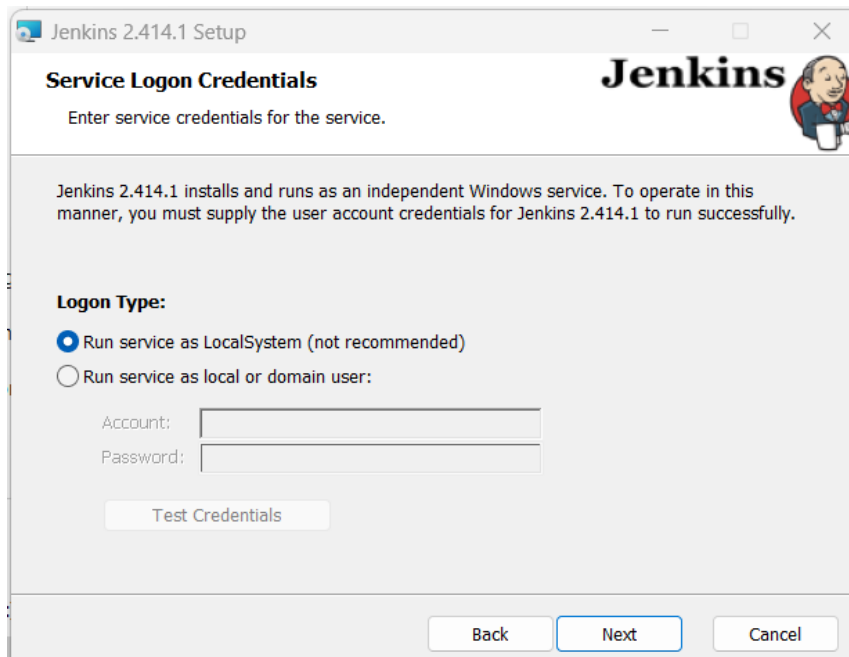 Jenkins 2.414.1 Setup
Service Logon Credentials
Jenkins
Enter service credentials for the service.
Jenkins 2.414.1 installs and runs as an independent Windows service. To operate in this
manner, you must supply the user account credentials for Jenkins 2.414.1 to run successfully.
Logon Type:
Run service as LocalSystem (not recommended)
Run service as local or domain user:
Account:
Password:
Test Credentials
Back Next Cancel